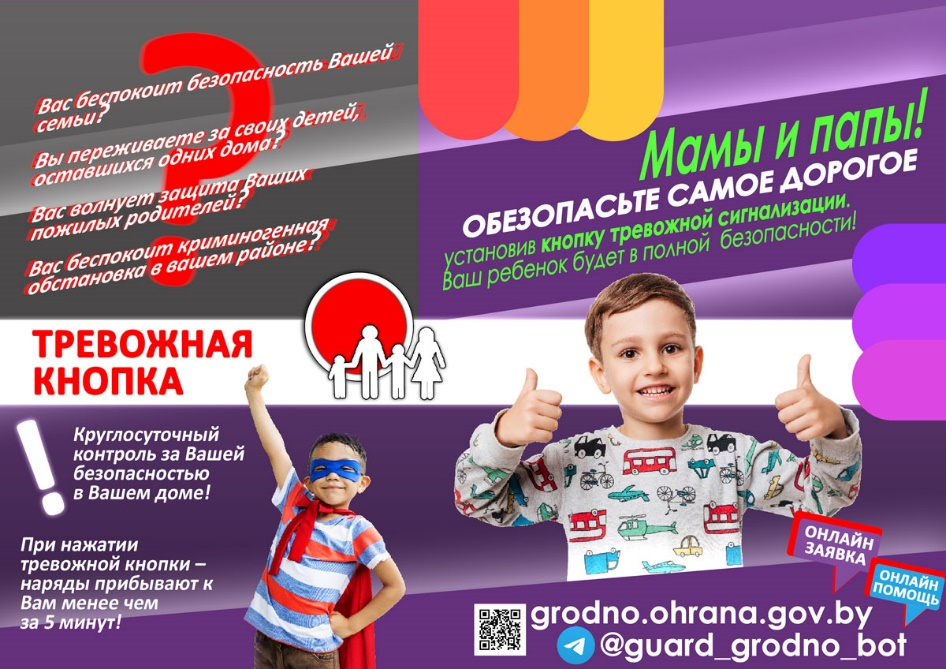 Вас беспокоит безопасность Вашей
семьи?
Вы переживаете за своих детей,
оставшихся одних дома?
Вас волнует защита Ваших
пожилых родителей?
Вас беспокоит криминогенная
обстановка в вашем районе?
?
Мамы и папы!
ОБЕЗОПАСЬТЕ САМОЕ ДОРОГОЕ
установив кнопку тревожной сигнализации.
Ваш ребенок будет в полной безопасности!
ТРЕВОЖНАЯ
КНОПКА
!
Круглосуточный
контроль за Вашей
безопасностью
в Вашем доме!
При нажатии
тревожной кнопки –
наряды прибывают к
Вам менее чем
за 5 минут!
ОНЛАЙН
ЗАЯВКА
ОНЛАЙН
ПОМОЩЬ
grodno.ohrana.gov.by
@guard_grodno_bot